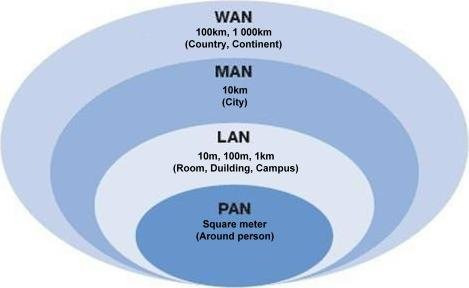 WAN
100km, 1 000km
(Country, Continent)
MAN
10km
(City)
LAN
10m, 100m, 1km
(Room, Duilding, Campus)
PAN
Square meter
(Around person)